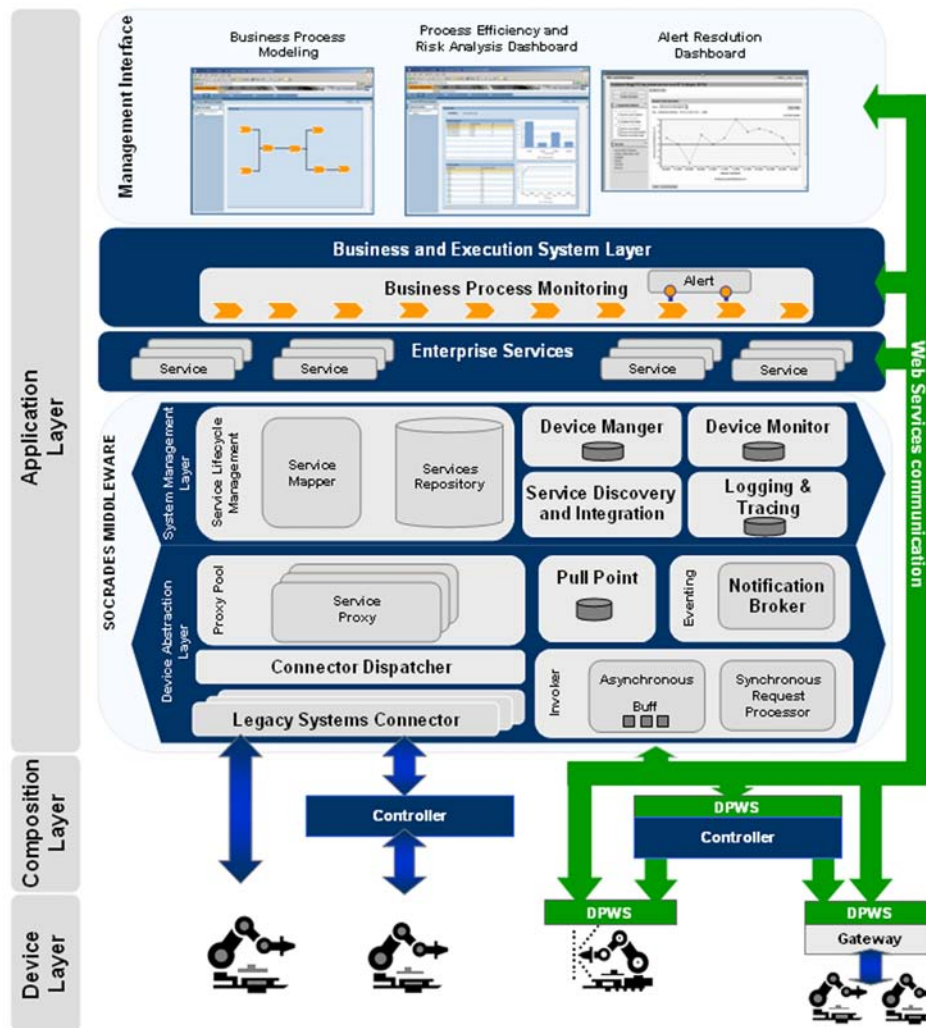 Application
Layer
Composition
Layer
Device
Layer
Management Interface
Business Process
Modeling
Process Efficiency and
Risk Analysis Dashboard
Alert Resolution
Dashboard
Business and Execution System Layer
Business Process Monitoring
Alert
Enterprise Services
Service
Service
Service
Service
Web Services communication
SOCRADES MIDDLEWARE
System Management
Layer
Service Lifecycle
Management
Service
Mapper
Services
Repository
Device Manger
Device Monitor
Service Discovery
and Integration
Logging &
Tracing
Device Abstraction
Layer
Proxy Pool
Service
Proxy
Pull Point
Eventing
Notification
Broker
Connector Dispatcher
Legacy Systems Connector
Invoker
Asynchronous
Buff
Synchronous
Request
Processor
Controller
DPWS
Controller
DPWS
DPWS
Gateway